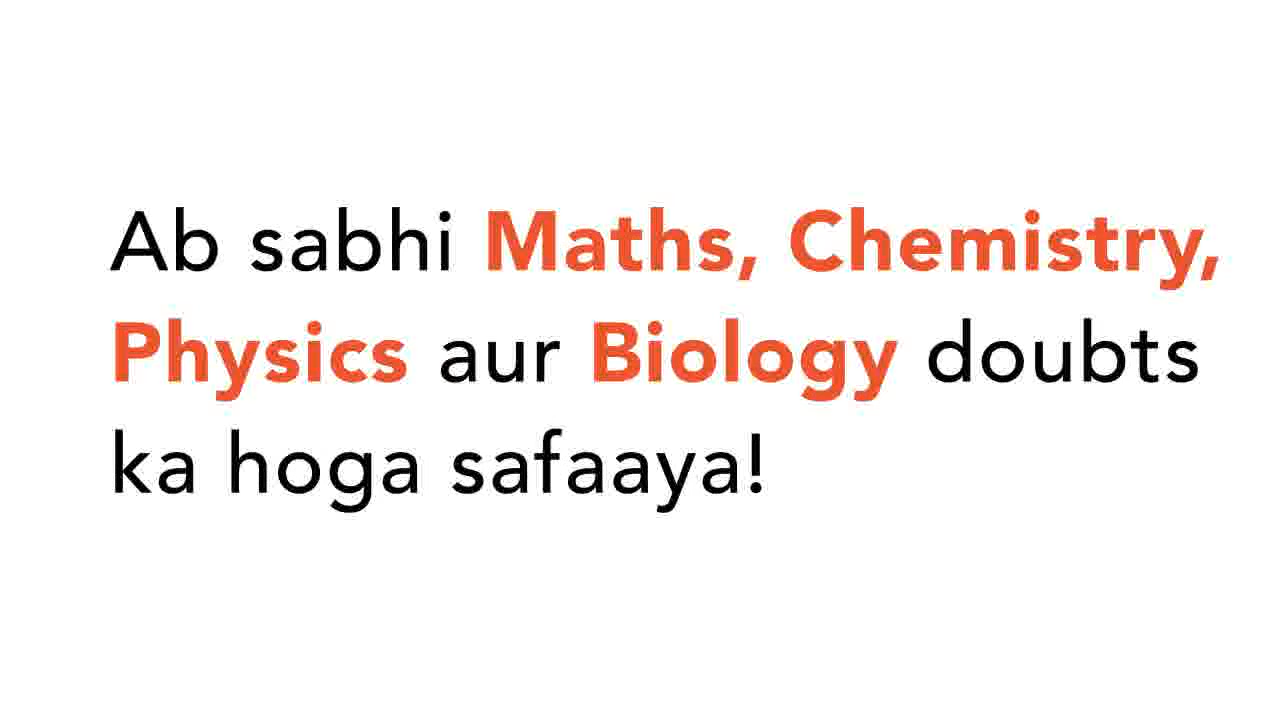 Ab sabhi Maths, Chemistry,
Physics aur Biology doubts
ka hoga safaaya!